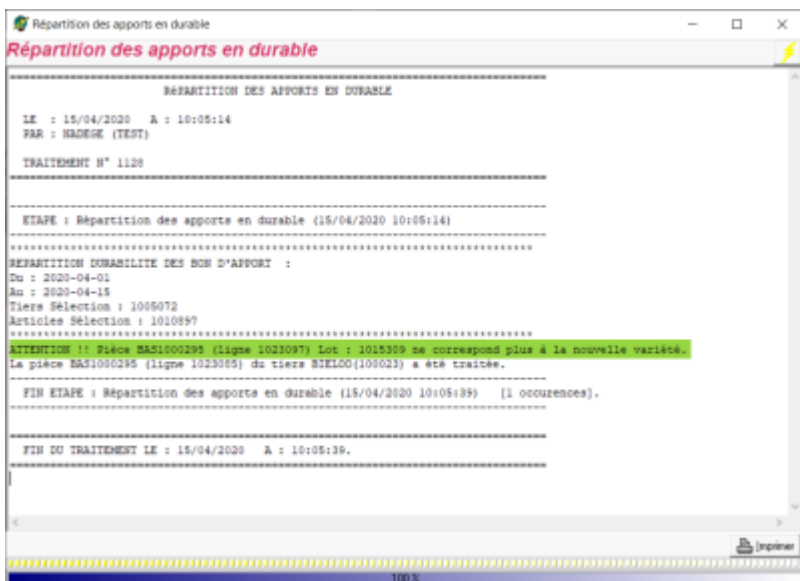 Répartition des apports en durable
Répartition des apports en durable
RéPARTITION DES APPORTS EN DURABLE
LE : 15/04/2020 A : 10:05:14
PAR : NADEGE (TEST)
TRAITEMENT N° 1128
ETAPE : Répartition des apports en durable (15/04/2020 10:05:14)
REPARTITION DURABILITE DES BON D'APPORT :
Du : 2020-04-01
Au : 2020-04-15
Tiers Sélection : 1005072
Articles Sélection : 1010897
ATTENTION !! Pièce BAS1000295 (ligne 1023097) Lot : 1015309 ne correspond plus à la nouvelle variété.
La pièce BAS1000295 (ligne 1023085) du tiers BIELOO(100023) a été traitée.
FIN ETAPE : Répartition des apports en durable (15/04/2020 10:05:39) [1 occurences].
FIN DU TRAITEMENT LE : 15/04/2020 A : 10:05:39.
Imprimer
100 %